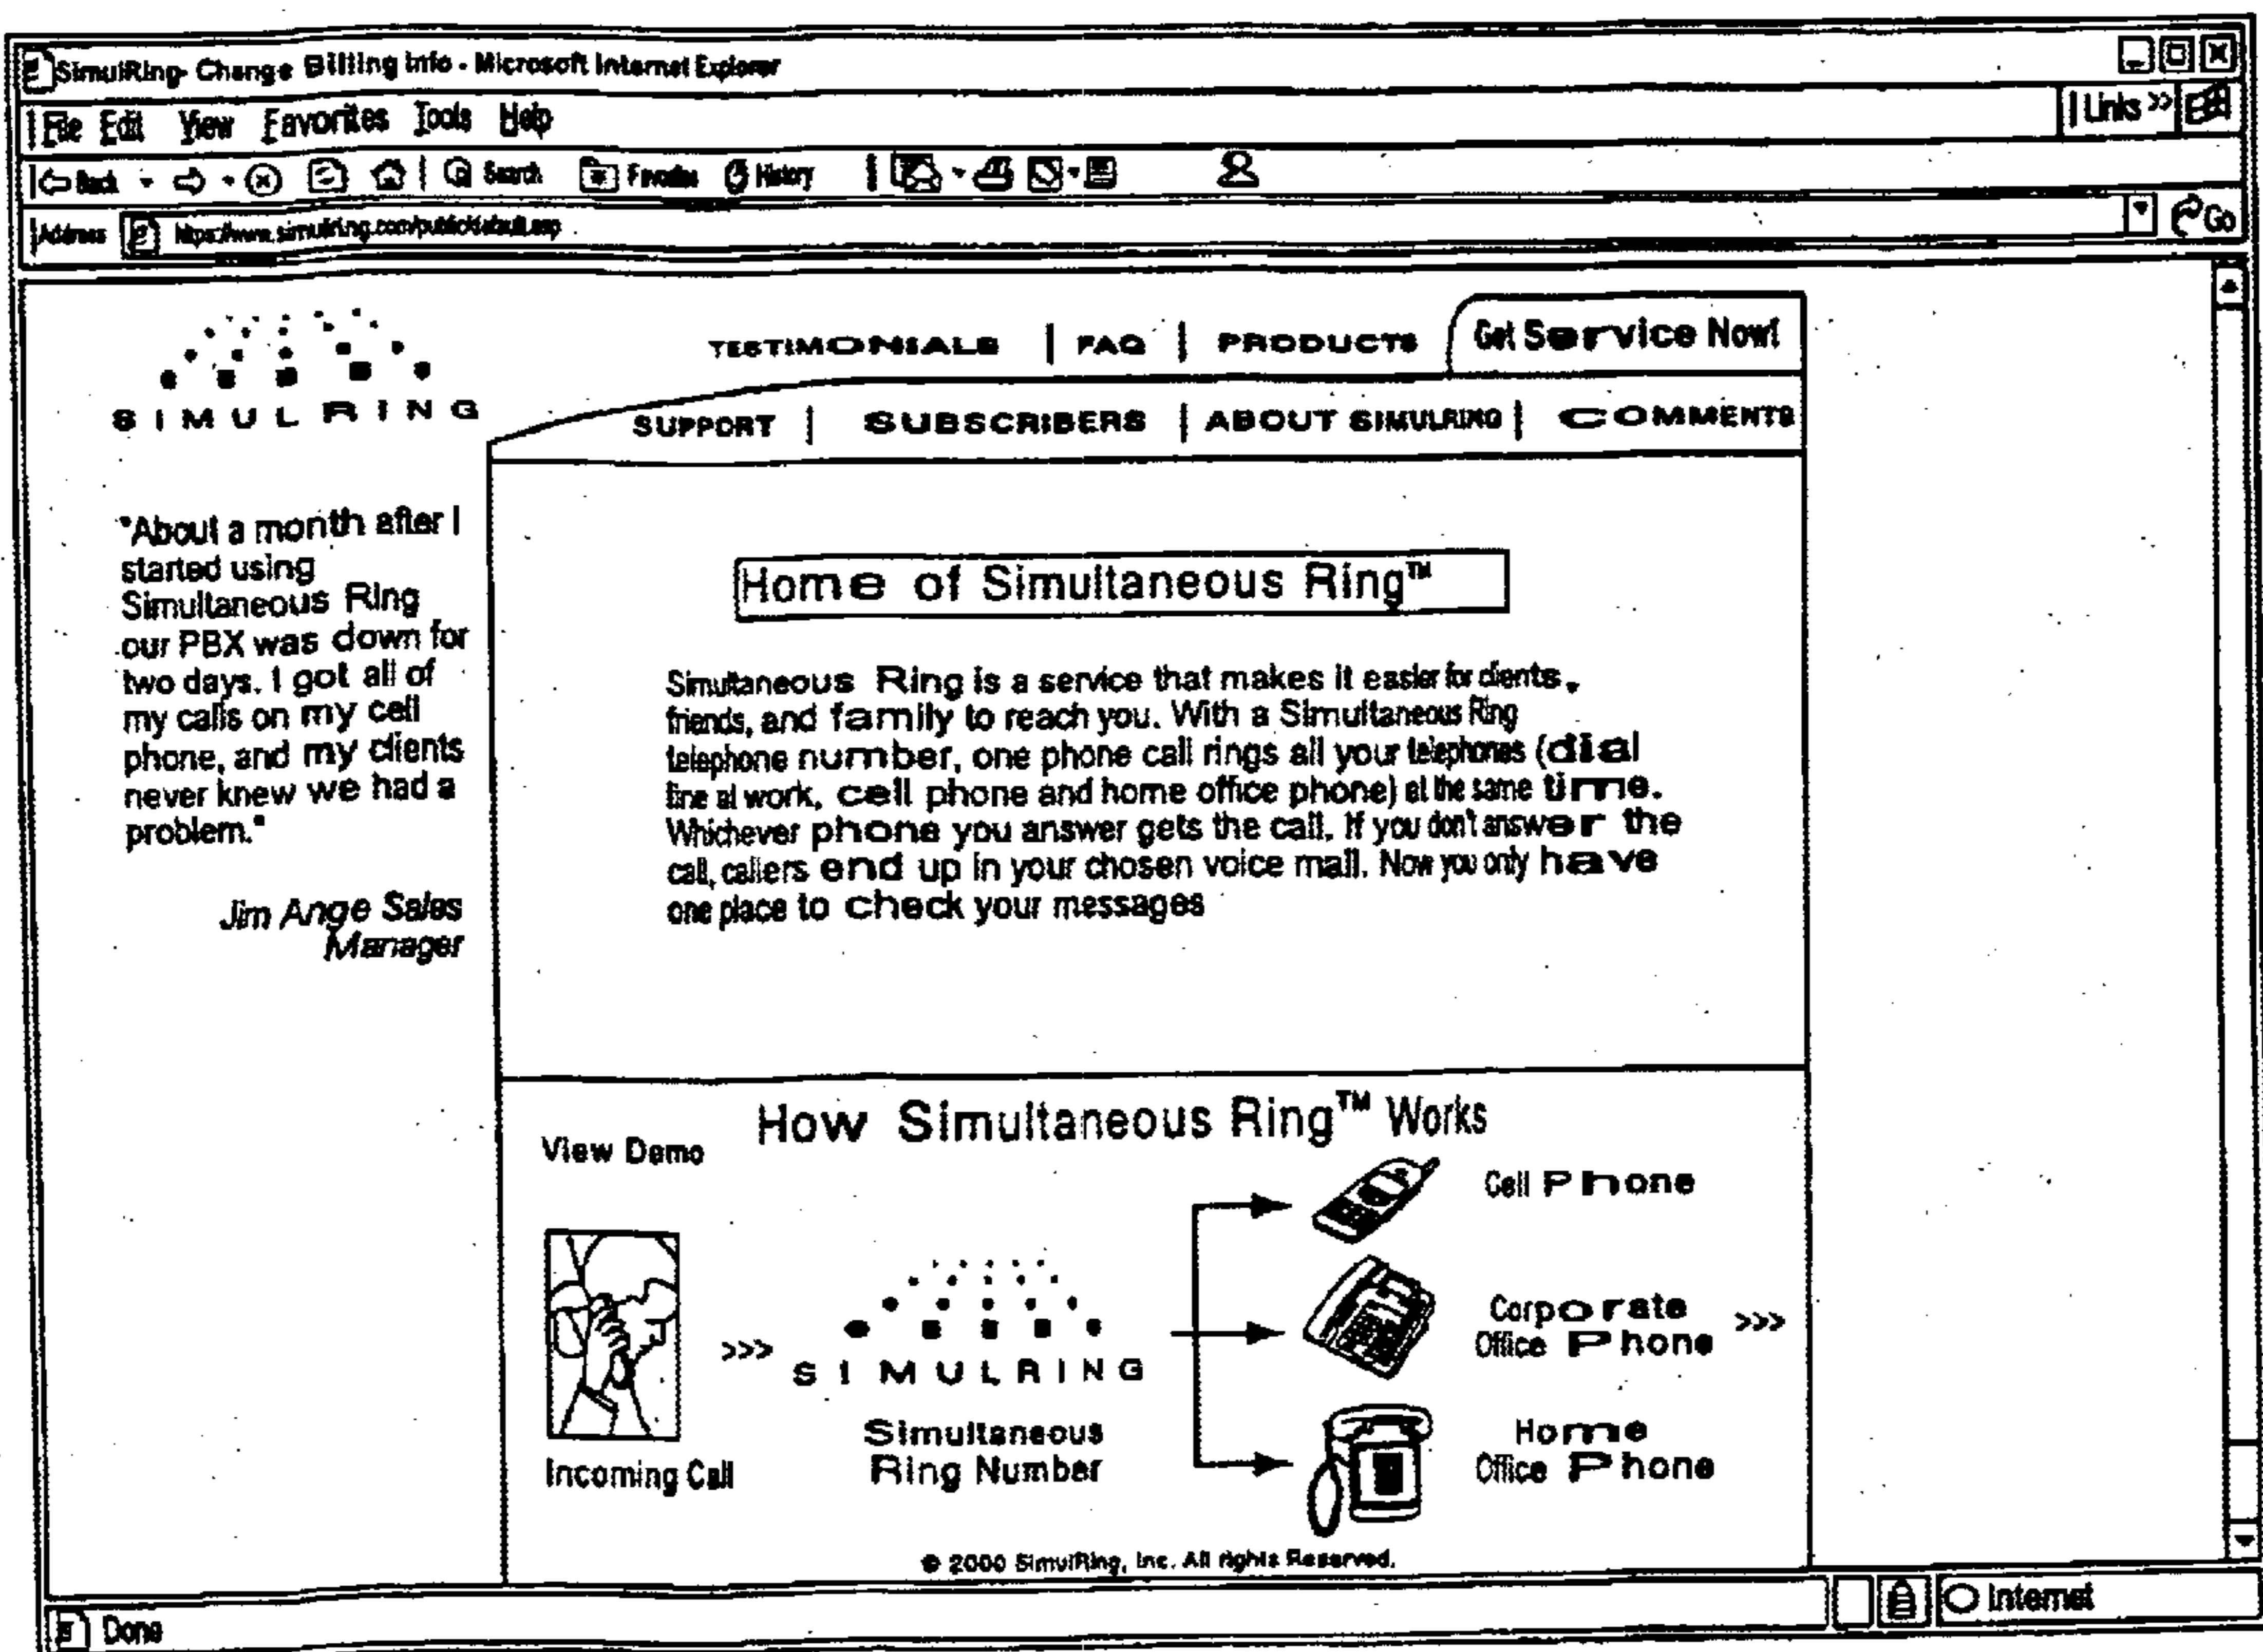 SimulRing- Change Billing Info - Microsoft Internet Explorer
File Edit View Favorites Tools Help Links »
Back Search Favorites History
Address https://www.simulring.com/public/default.asp Go
SIMULRING
TESTIMONIALS | FAQ | PRODUCTS Get Service Now!
SUPPORT | SUBSCRIBERS | ABOUT SIMULRING | COMMENTS
"About a month after I
started using
Simultaneous Ring
our PBX was down for
two days. I got all of
my calls on my cell
phone, and my clients
never knew we had a
problem."
Jim Ange Sales
Manager
Home of Simultaneous Ring™
Simultaneous Ring is a service that makes it easier for clients,
friends, and family to reach you. With a Simultaneous Ring
telephone number, one phone call rings all your telephones (dial
line at work, cell phone and home office phone) at the same time.
Whichever phone you answer gets the call. If you don't answer the
call, callers end up in your chosen voice mail. Now you only have
one place to check your messages
How Simultaneous Ring™ Works
View Demo
Cell Phone
Corporate
Office Phone >>>
>>> SIMULRING
Simultaneous
Ring Number
Home
Office Phone
Incoming Call
© 2000 SimulRing, Inc. All rights Reserved.
Done Internet